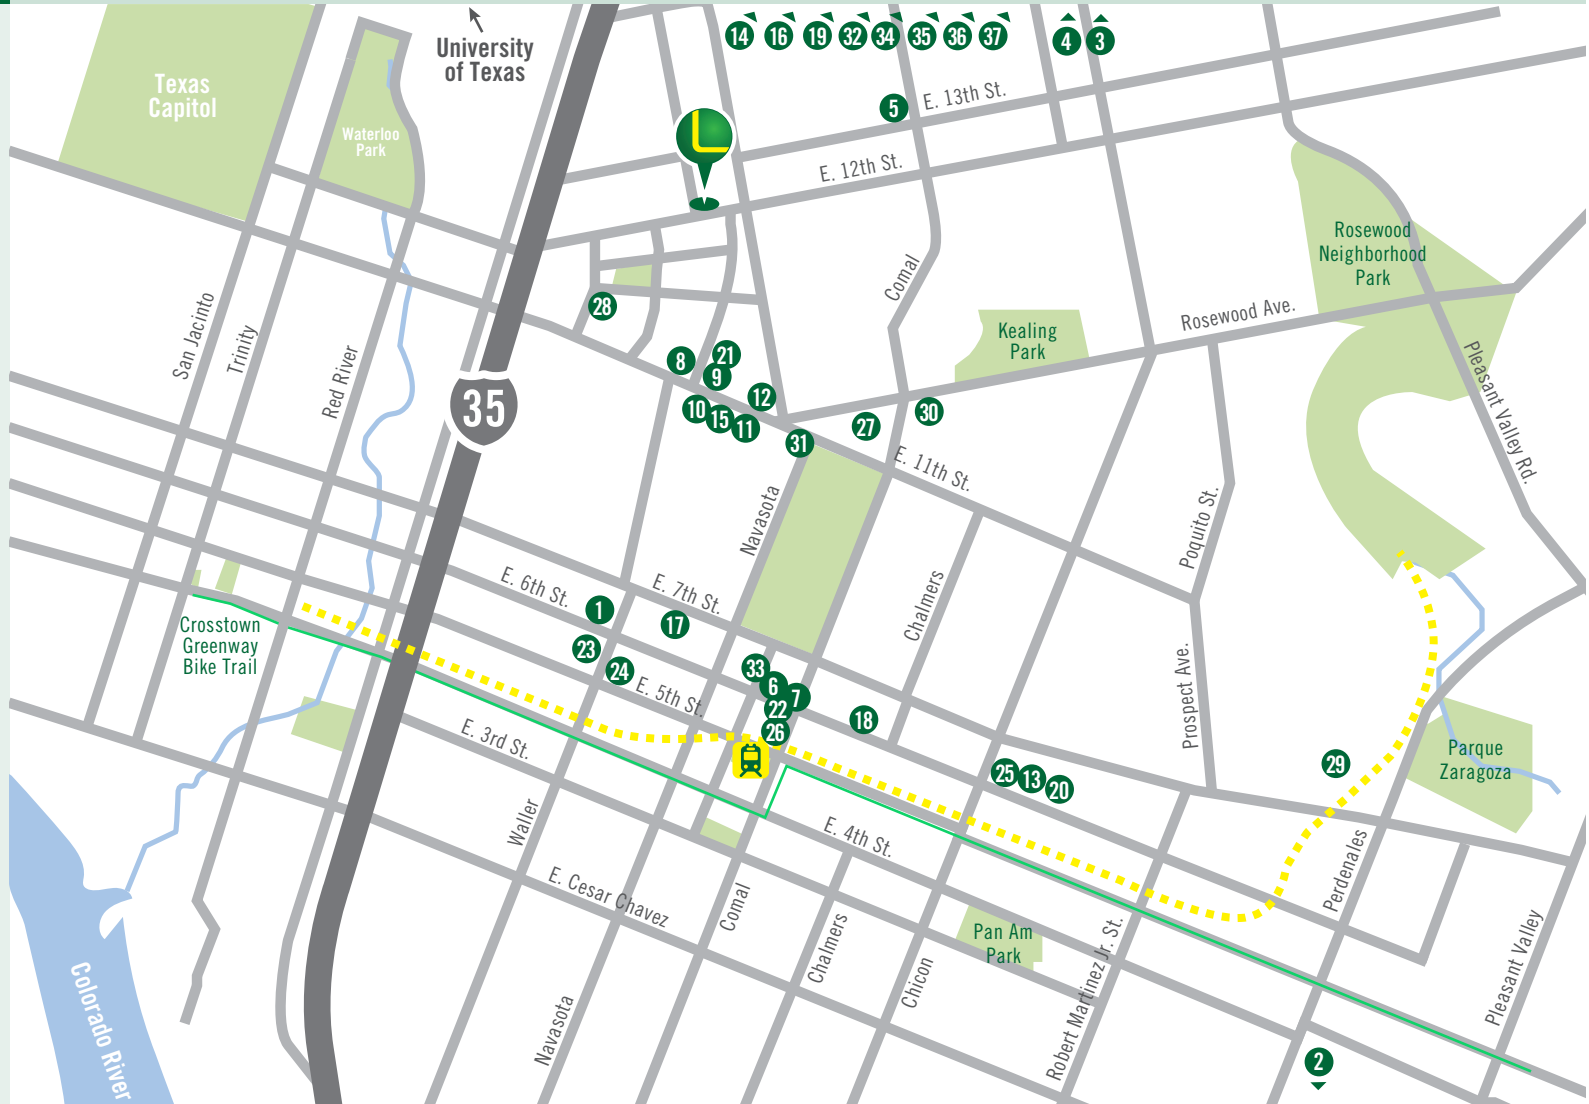 University
of Texas
14
16
19
32
34
35
36
37
4
3
Texas
Capitol
Waterloo
Park
5
E. 13th St.
E. 12th St.
Rosewood
Neighborhood
Park
Comal
28
San Jacinto
Trinity
Red River
Kealing
Park
Rosewood Ave.
Pleasant Valley Rd.
35
8
21
9
12
10
15
11
31
27
30
E. 11th St.
Navasota
Poquito St.
Chalmers
E. 6th St.
E. 7th St.
1
17
Crosstown
Greenway
Bike Trail
23
24
E. 5th St.
33
6
7
22
26
18
Prospect Ave.
E. 3rd St.
25
13
20
29
Parque
Zaragoza
Waller
E. 4th St.
E. Cesar Chavez
Comal
Chalmers
Chicon
Pan Am
Park
Perdenales
Robert Martinez Jr. St.
Pleasant Valley
Navasota
Colorado River
2